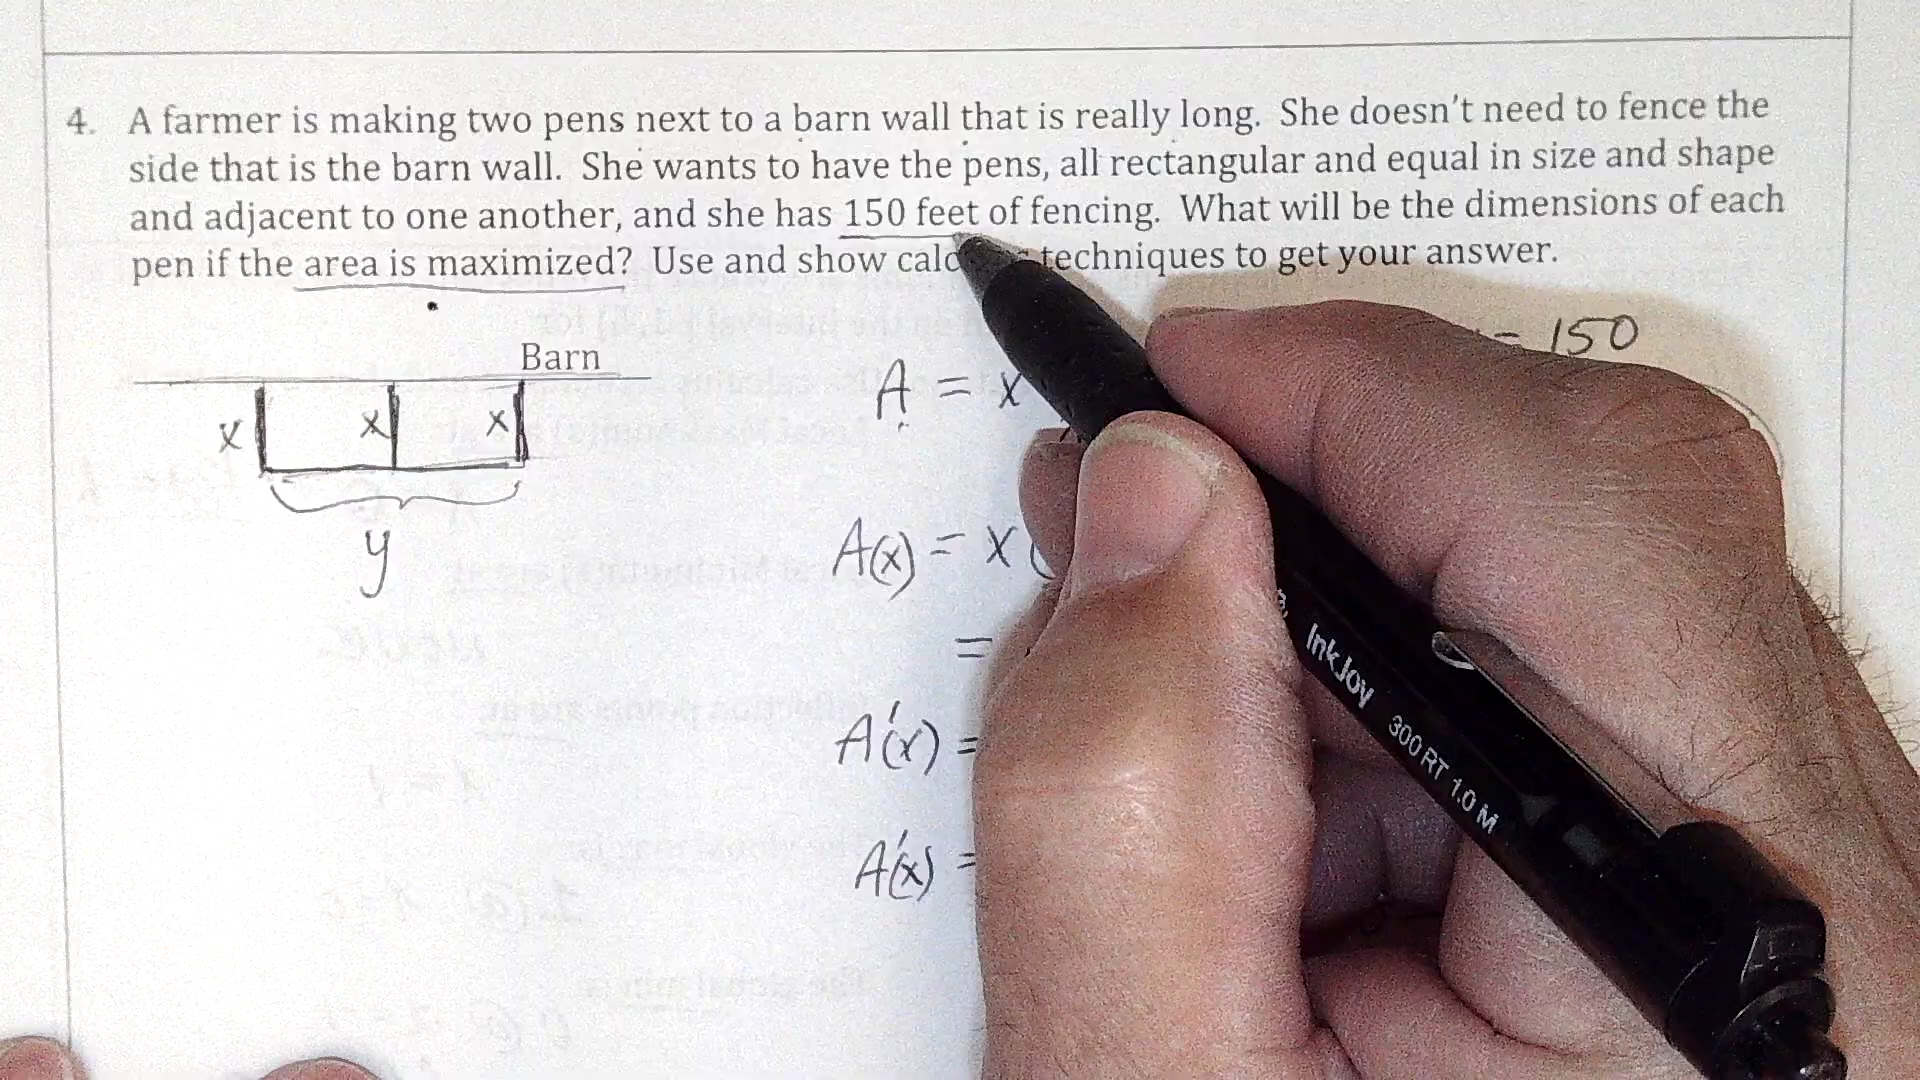 4. A farmer is making two pens next to a barn wall that is really long. She doesn't need to fence the
side that is the barn wall. She wants to have the pens, all rectangular and equal in size and shape
and adjacent to one another, and she has 150 feet of fencing. What will be the dimensions of each
pen if the area is maximized? Use and show calc techniques to get your answer.
= 150
Barn
A = x
x x x
y
A(x) = x(
=
A'(x) =
A'(x) =
InkJoy 300 RT 1.0 M